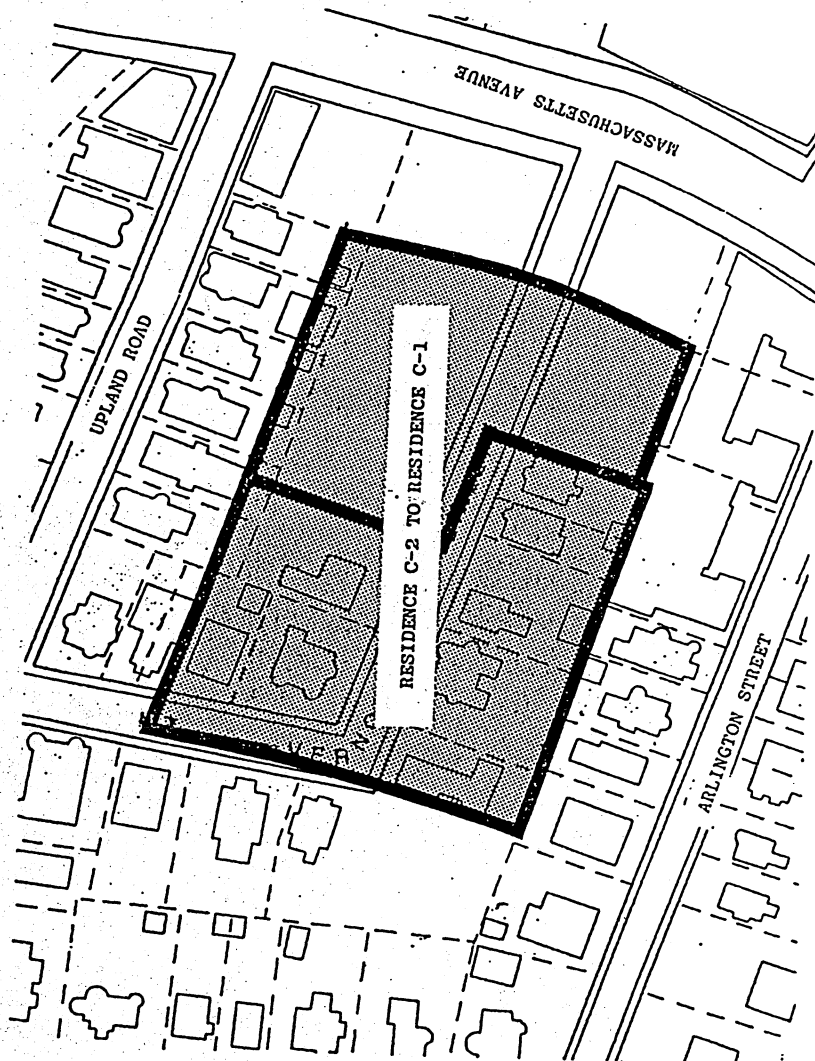 MASSACHUSETTS AVENUE
UPLAND ROAD
RESIDENCE C-2 TO RESIDENCE C-1
ARLINGTON STREET